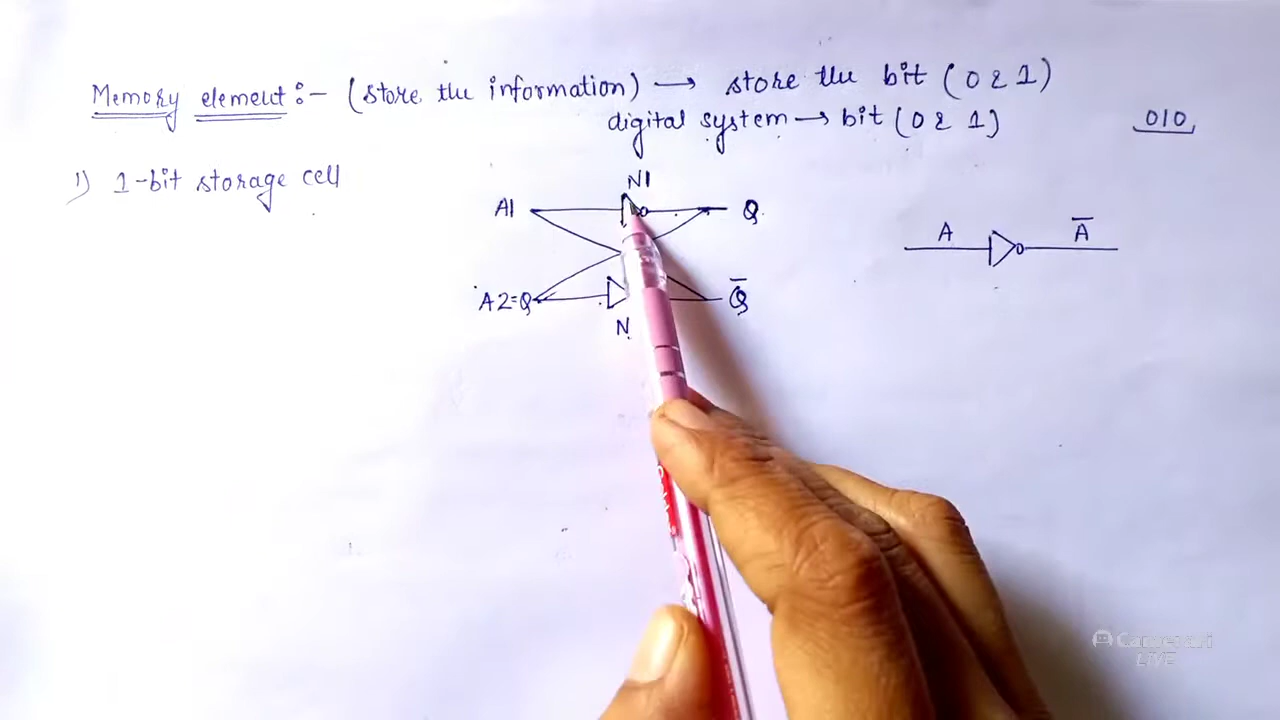 Memory element :- (store the information) → store the bit (0 & 1)
digital system → bit (0 & 1)
010
1) 1-bit storage cell
N1
A1
Q
A
A̅
A2=Q
Q̅
N
LIVE